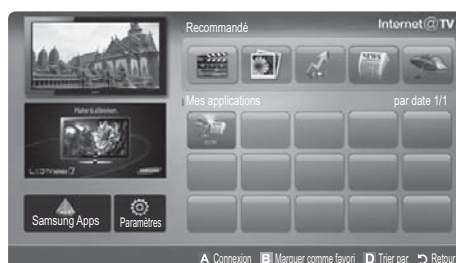 Recommandé
Internet@TV
NEWS
Mes applications
par date 1/1
Samsung Apps
Paramètres
A Connexion B Marquer comme favori D Trier par Retour